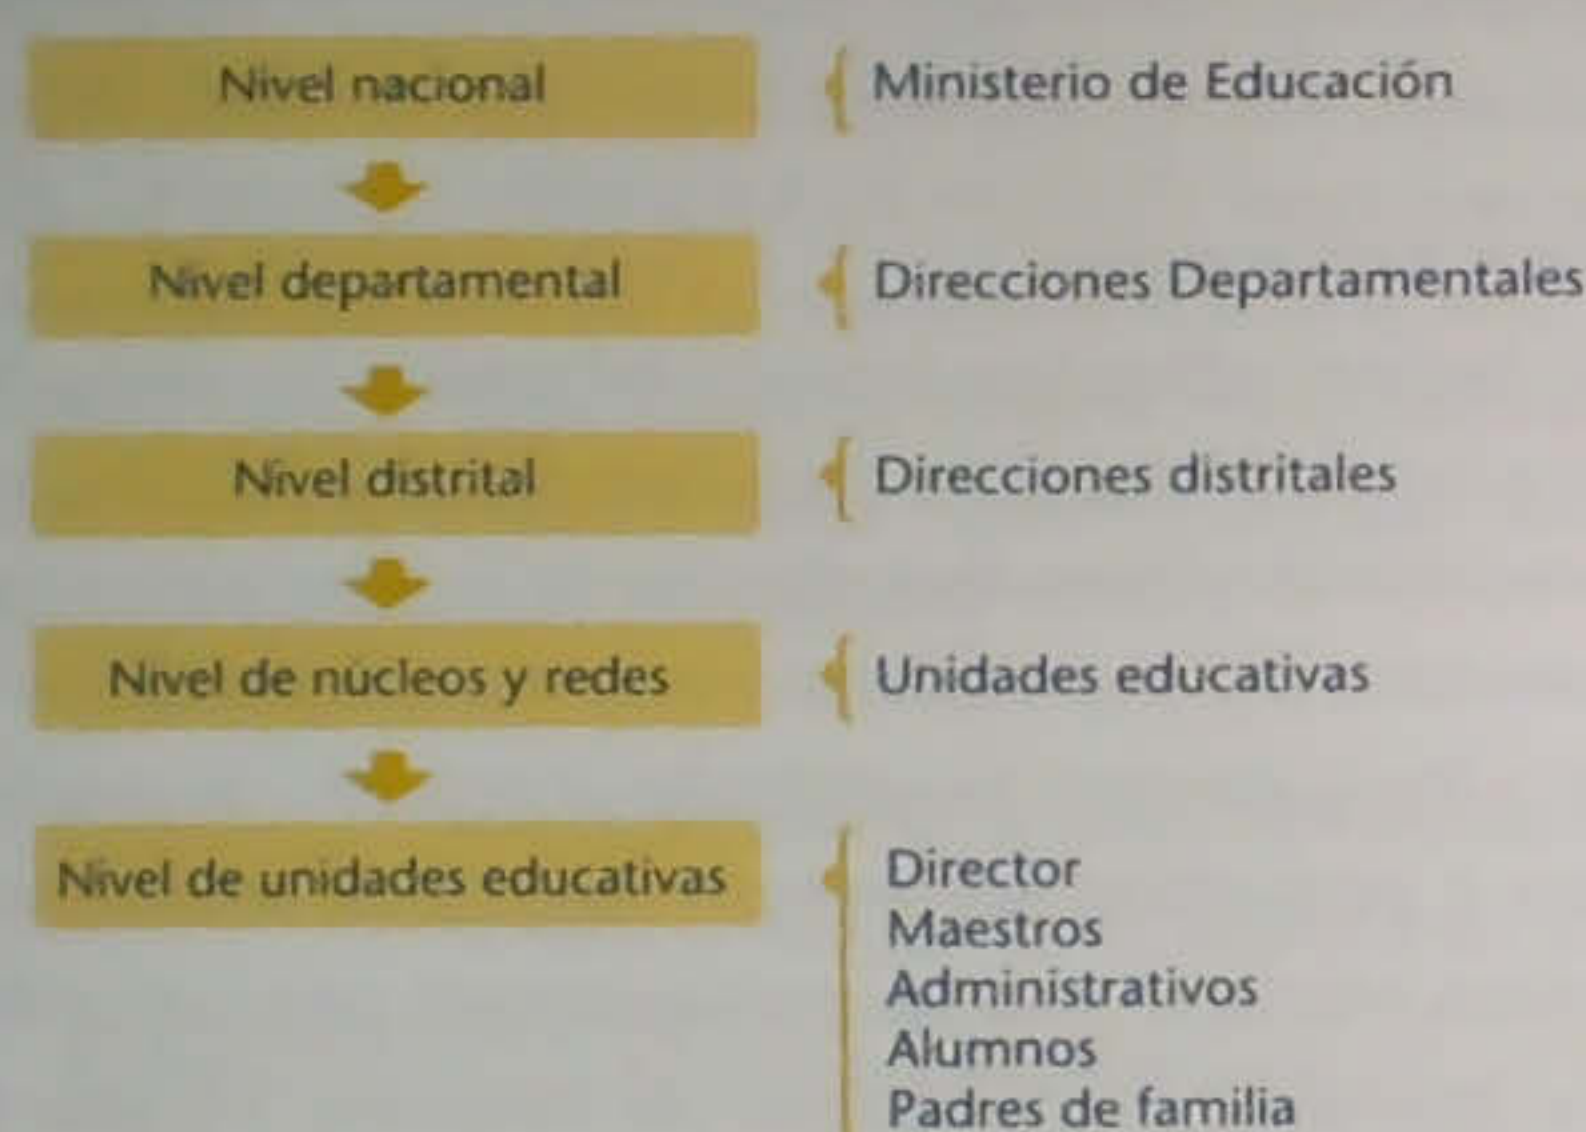 Nivel nacional
Ministerio de Educación
Nivel departamental
Direcciones Departamentales
Nivel distrital
Direcciones distritales
Nivel de núcleos y redes
Unidades educativas
Nivel de unidades educativas
Director
Maestros
Administrativos
Alumnos
Padres de familia